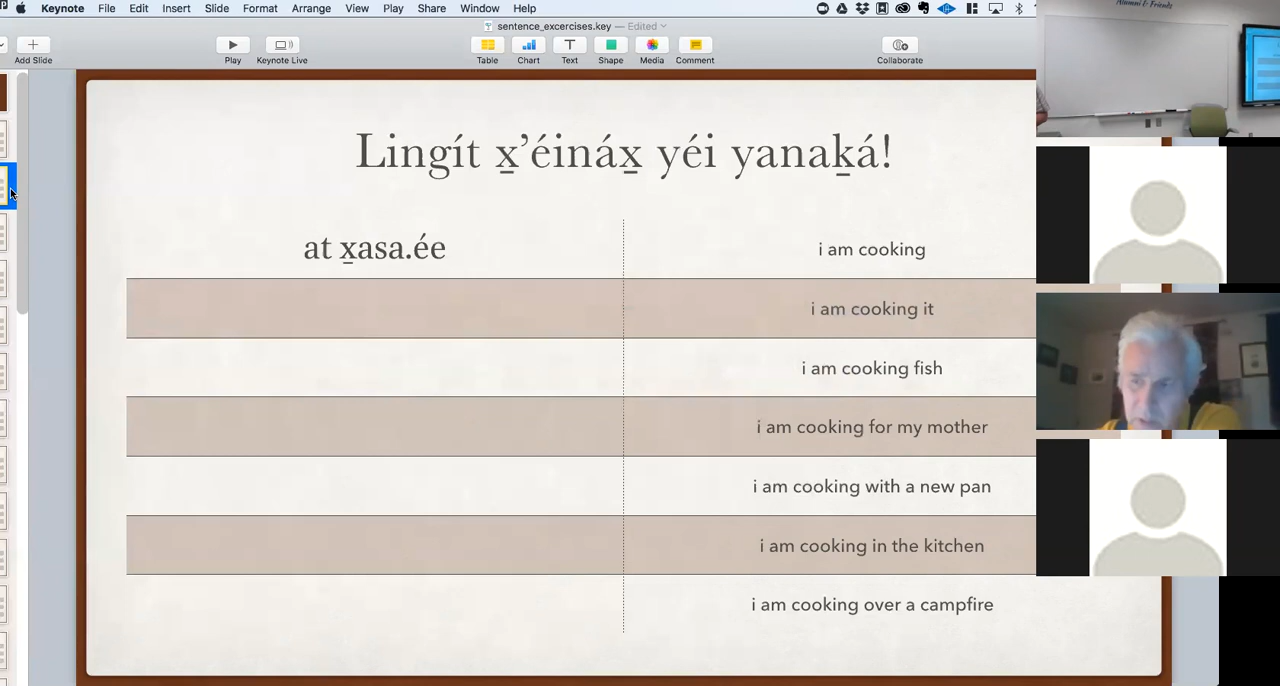 Keynote File Edit Insert Slide Format Arrange View Play Share Window Help
sentence_excercises.key — Edited
Add Slide Play Keynote Live Table Chart Text Shape Media Comment Collaborate
Alumni & Friends
Lingít x̱’éináx̱ yéi yanaḵá!
at x̱asa.ée i am cooking
i am cooking it
i am cooking fish
i am cooking for my mother
i am cooking with a new pan
i am cooking in the kitchen
i am cooking over a campfire